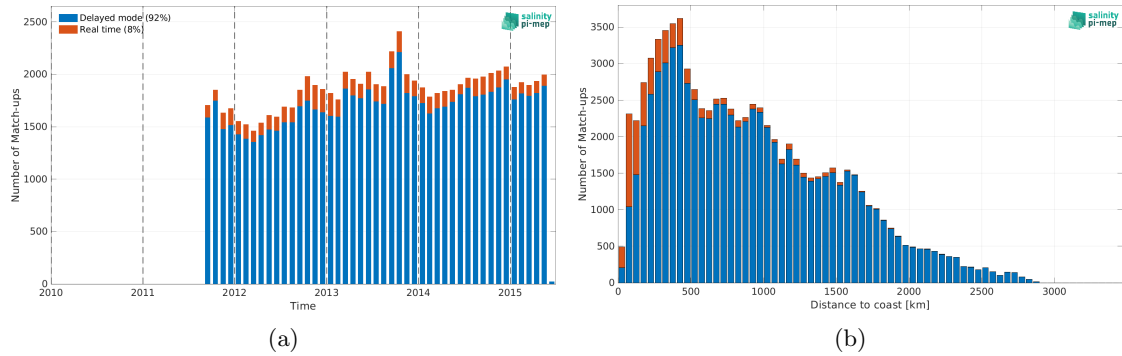 Delayed mode (92%)
Real time (8%)
salinity
pi-mep
Number of Match-ups
2500
2000
1500
1000
500
0
2010
2011
2012
2013
2014
2015
Time
(a)
salinity
pi-mep
Number of Match-ups
3500
3000
2500
2000
1500
1000
500
0
0
500
1000
1500
2000
2500
3000
Distance to coast [km]
(b)